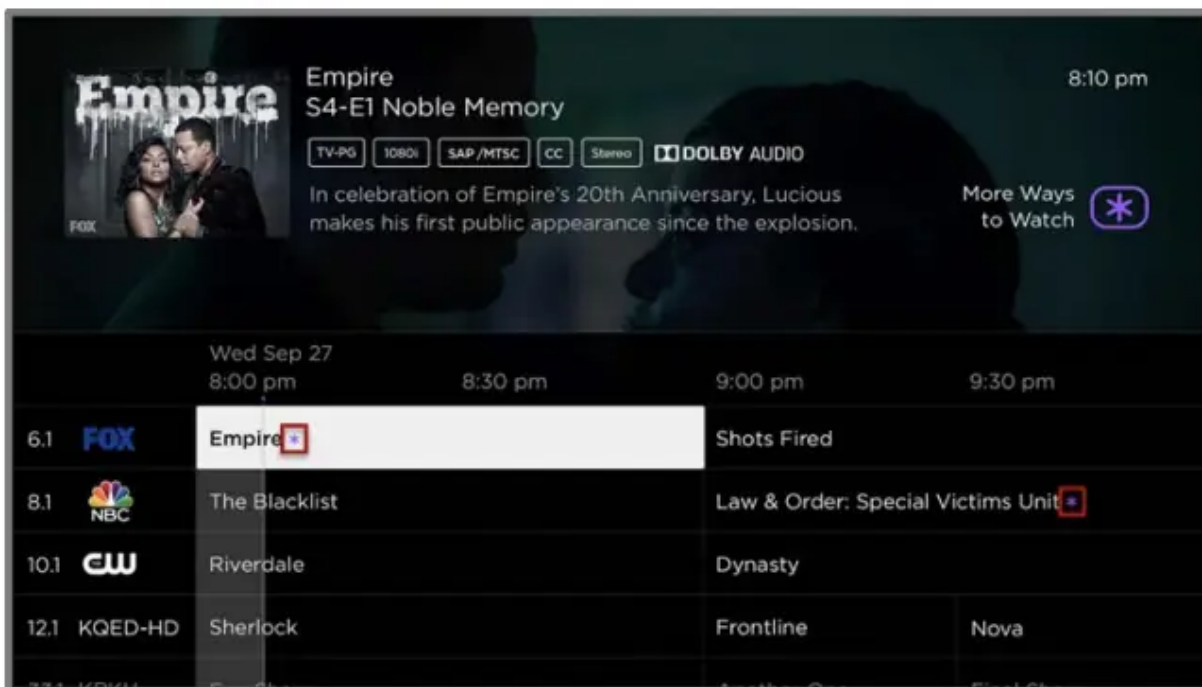 Empire
S4-E1 Noble Memory
8:10 pm
Empire
FOX
TV-PG 1080i SAP/MTSC CC Stereo DOLBY AUDIO
In celebration of Empire's 20th Anniversary, Lucious
makes his first public appearance since the explosion.
More Ways
to Watch *
Wed Sep 27
8:00 pm 8:30 pm 9:00 pm 9:30 pm
6.1 FOX Empire * Shots Fired
8.1 NBC The Blacklist Law & Order: Special Victims Unit *
10.1 CW Riverdale Dynasty
12.1 KQED-HD Sherlock Frontline Nova